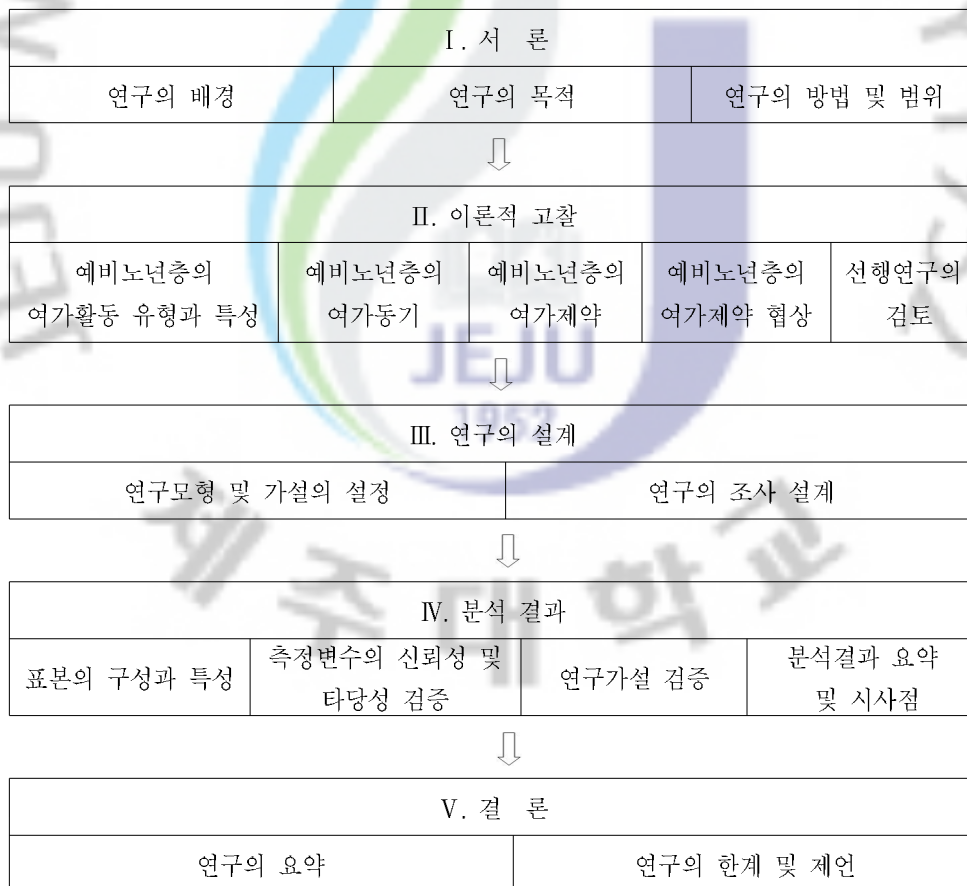 Ⅰ. 서 론
연구의 배경 연구의 목적 연구의 방법 및 범위
⇩
Ⅱ. 이론적 고찰
예비노년층의 여가활동 유형과 특성
예비노년층의 여가동기
예비노년층의 여가제약
예비노년층의 여가제약 협상
선행연구의 검토
⇩
Ⅲ. 연구의 설계
연구모형 및 가설의 설정 연구의 조사 설계
⇩
Ⅳ. 분석 결과
표본의 구성과 특성
측정변수의 신뢰성 및 타당성 검증
연구가설 검증
분석결과 요약 및 시사점
⇩
Ⅴ. 결 론
연구의 요약 연구의 한계 및 제언
JEJU
1952
제주대학교